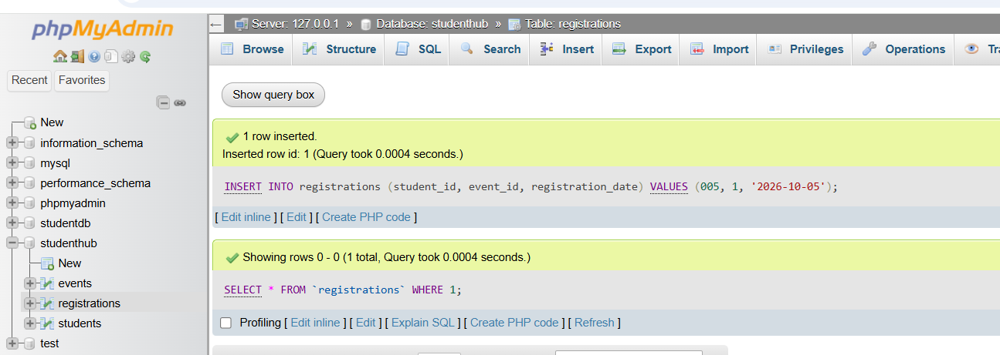 phpMyAdmin
Recent Favorites
New
information_schema
mysql
performance_schema
phpmyadmin
studentdb
studenthub
New
events
registrations
students
test
← Server: 127.0.0.1 » Database: studenthub » Table: registrations
Browse Structure SQL Search Insert Export Import Privileges Operations
Show query box
1 row inserted.
Inserted row id: 1 (Query took 0.0004 seconds.)
INSERT INTO registrations (student_id, event_id, registration_date) VALUES (005, 1, '2026-10-05');
[ Edit inline ] [ Edit ] [ Create PHP code ]
Showing rows 0 - 0 (1 total, Query took 0.0004 seconds.)
SELECT * FROM `registrations` WHERE 1;
Profiling [ Edit inline ] [ Edit ] [ Explain SQL ] [ Create PHP code ] [ Refresh ]